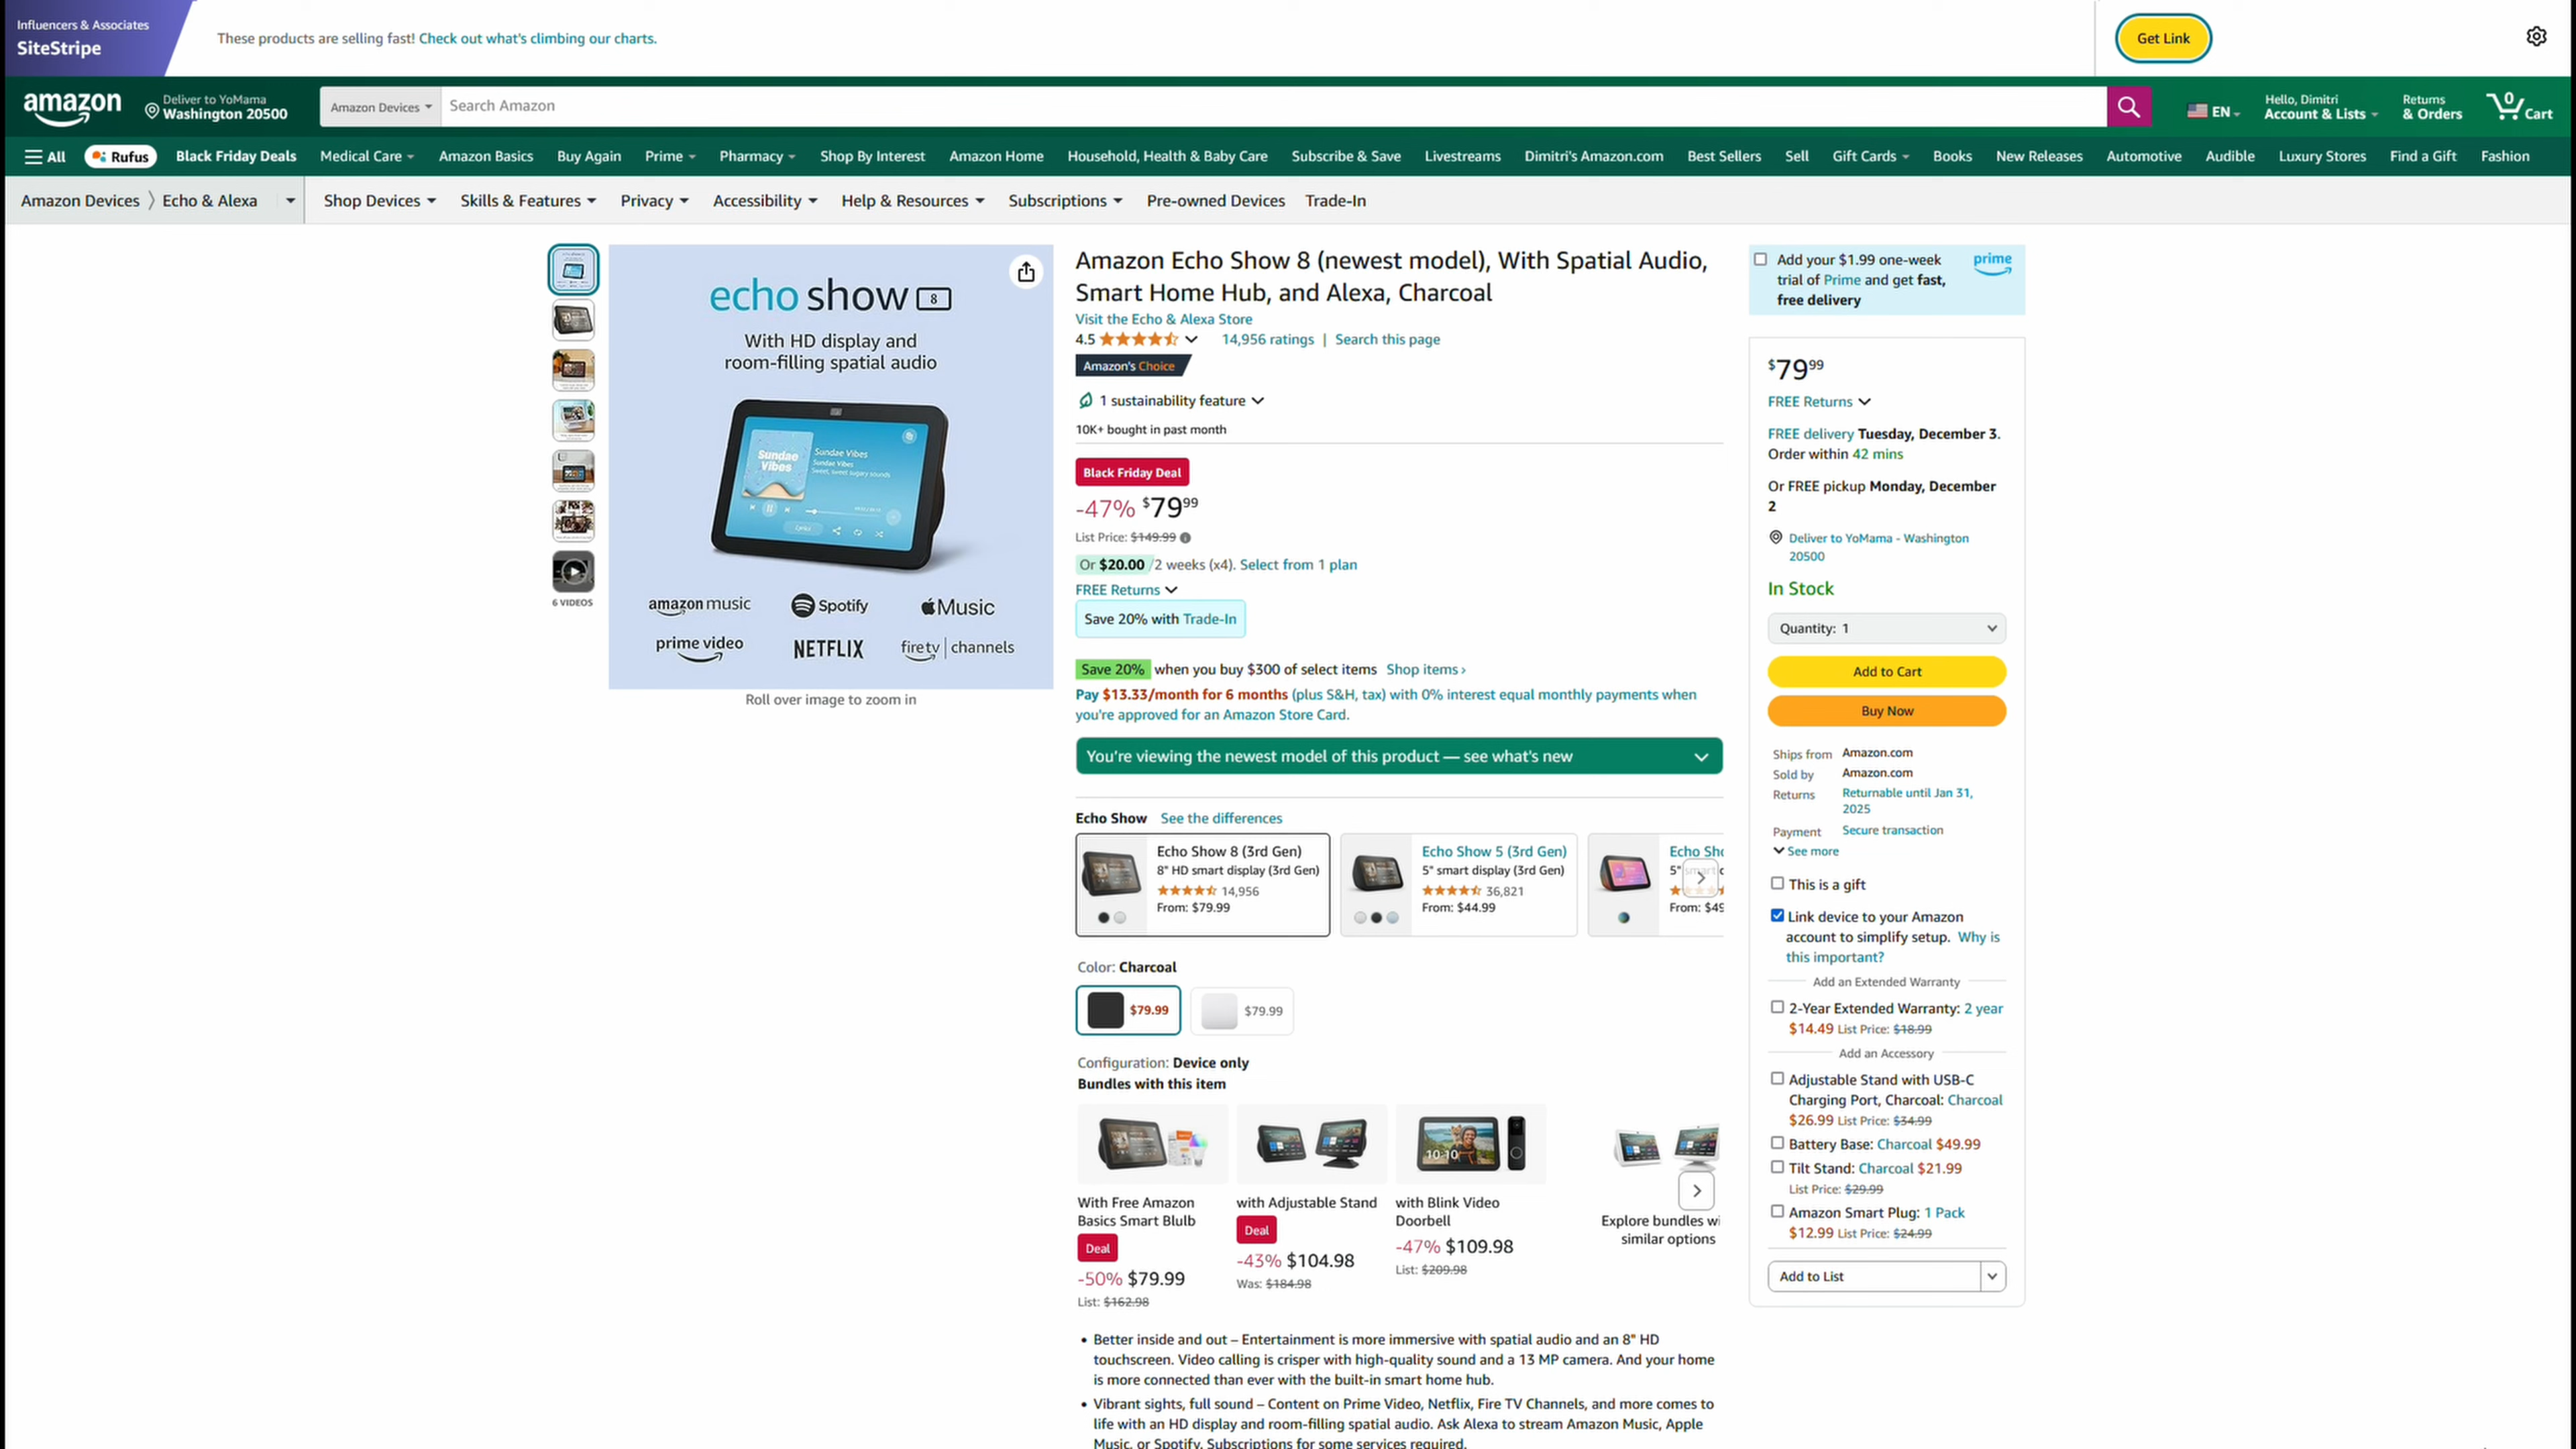 Influencers & Associates
SiteStripe
These products are selling fast! Check out what's climbing our charts.
Get Link
amazon
Deliver to YoMama
Washington 20500
Amazon Devices
Search Amazon
EN
Hello, Dimitri
Account & Lists
Returns
& Orders
0
Cart
All
Rufus
Black Friday Deals
Medical Care
Amazon Basics
Buy Again
Prime
Pharmacy
Shop By Interest
Amazon Home
Household, Health & Baby Care
Subscribe & Save
Livestreams
Dimitri's Amazon.com
Best Sellers
Sell
Gift Cards
Books
New Releases
Automotive
Audible
Luxury Stores
Find a Gift
Fashion
Amazon Devices
Echo & Alexa
Shop Devices
Skills & Features
Privacy
Accessibility
Help & Resources
Subscriptions
Pre-owned Devices
Trade-In
6 VIDEOS
echo show 8
With HD display and
room-filling spatial audio
Sundae
Vibes
Sundae Vibes
Sundae Vibes
Sweet, sweet sugary sounds
Lyrics
amazon music
Spotify
Music
prime video
NETFLIX
firetv | channels
Roll over image to zoom in
Amazon Echo Show 8 (newest model), With Spatial Audio,
Smart Home Hub, and Alexa, Charcoal
Visit the Echo & Alexa Store
4.5
14,956 ratings | Search this page
Amazon's Choice
1 sustainability feature
10K+ bought in past month
Black Friday Deal
-47% $79.99
List Price: $149.99
Or $20.00 /2 weeks (x4). Select from 1 plan
FREE Returns
Save 20% with Trade-In
Save 20% when you buy $300 of select items Shop items ›
Pay $13.33/month for 6 months (plus S&H, tax) with 0% interest equal monthly payments when
you're approved for an Amazon Store Card.
You're viewing the newest model of this product — see what's new
Echo Show See the differences
Echo Show 8 (3rd Gen)
8" HD smart display (3rd Gen)
14,956
From: $79.99
Echo Show 5 (3rd Gen)
5" smart display (3rd Gen)
36,821
From: $44.99
Echo Sho
5" smart d
From: $49
Color: Charcoal
$79.99
$79.99
Configuration: Device only
Bundles with this item
With Free Amazon
Basics Smart Blulb
Deal
-50% $79.99
List: $162.98
with Adjustable Stand
Deal
-43% $104.98
Was: $184.98
10:10
with Blink Video
Doorbell
-47% $109.98
List: $209.98
Explore bundles wi
similar options
• Better inside and out – Entertainment is more immersive with spatial audio and an 8" HD
touchscreen. Video calling is crisper with high-quality sound and a 13 MP camera. And your home
is more connected than ever with the built-in smart home hub.
• Vibrant sights, full sound – Content on Prime Video, Netflix, Fire TV Channels, and more comes to
life with an HD display and room-filling spatial audio. Ask Alexa to stream Amazon Music, Apple
Music, or Spotify. Subscriptions for some services required.
Add your $1.99 one-week
trial of Prime and get fast,
free delivery
prime
$79.99
FREE Returns
FREE delivery Tuesday, December 3.
Order within 42 mins
Or FREE pickup Monday, December
2
Deliver to YoMama - Washington
20500
In Stock
Quantity: 1
Add to Cart
Buy Now
Ships from Amazon.com
Sold by Amazon.com
Returns Returnable until Jan 31,
2025
Payment Secure transaction
See more
This is a gift
Link device to your Amazon
account to simplify setup. Why is
this important?
Add an Extended Warranty
2-Year Extended Warranty: 2 year
$14.49 List Price: $18.99
Add an Accessory
Adjustable Stand with USB-C
Charging Port, Charcoal: Charcoal
$26.99 List Price: $34.99
Battery Base: Charcoal $49.99
Tilt Stand: Charcoal $21.99
List Price: $29.99
Amazon Smart Plug: 1 Pack
$12.99 List Price: $24.99
Add to List